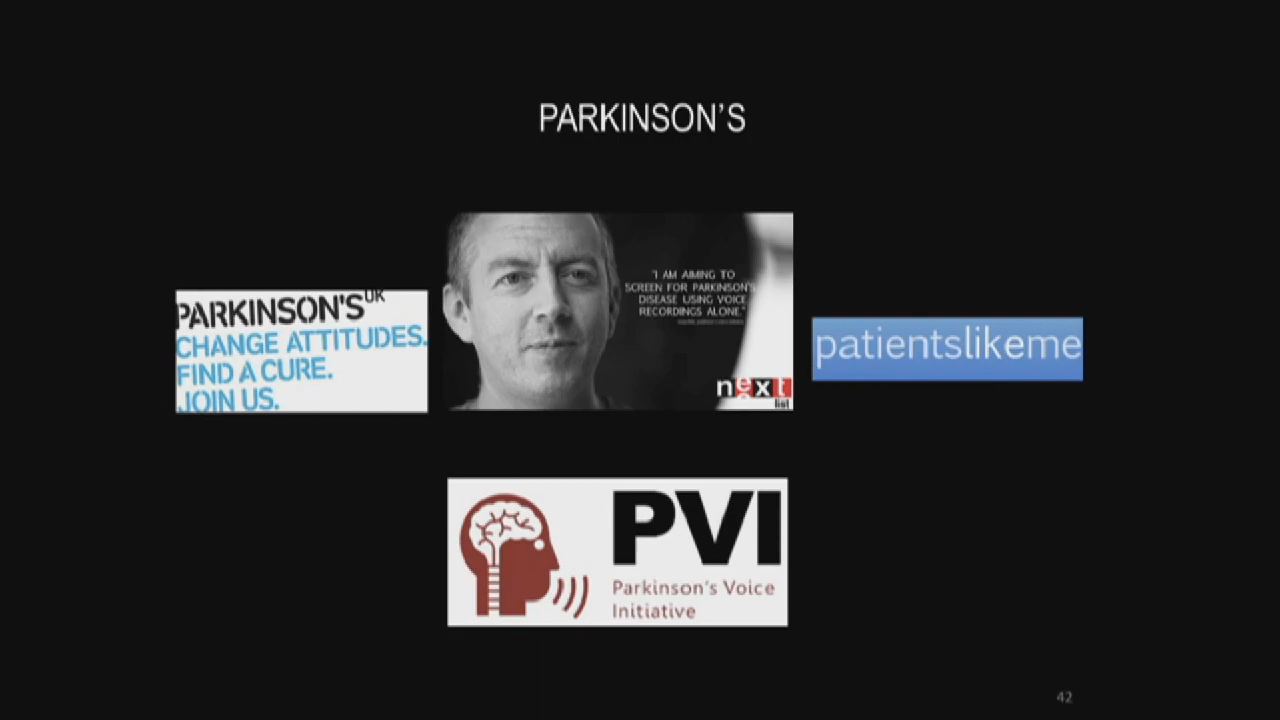 PARKINSON'S
PARKINSON'S UK
CHANGE ATTITUDES.
FIND A CURE.
JOIN US.
"I AM AIMING TO
SCREEN FOR PARKINSON'S
DISEASE USING VOICE
RECORDINGS ALONE."
next
list
patientslikeme
PVI
Parkinson's Voice
Initiative
42